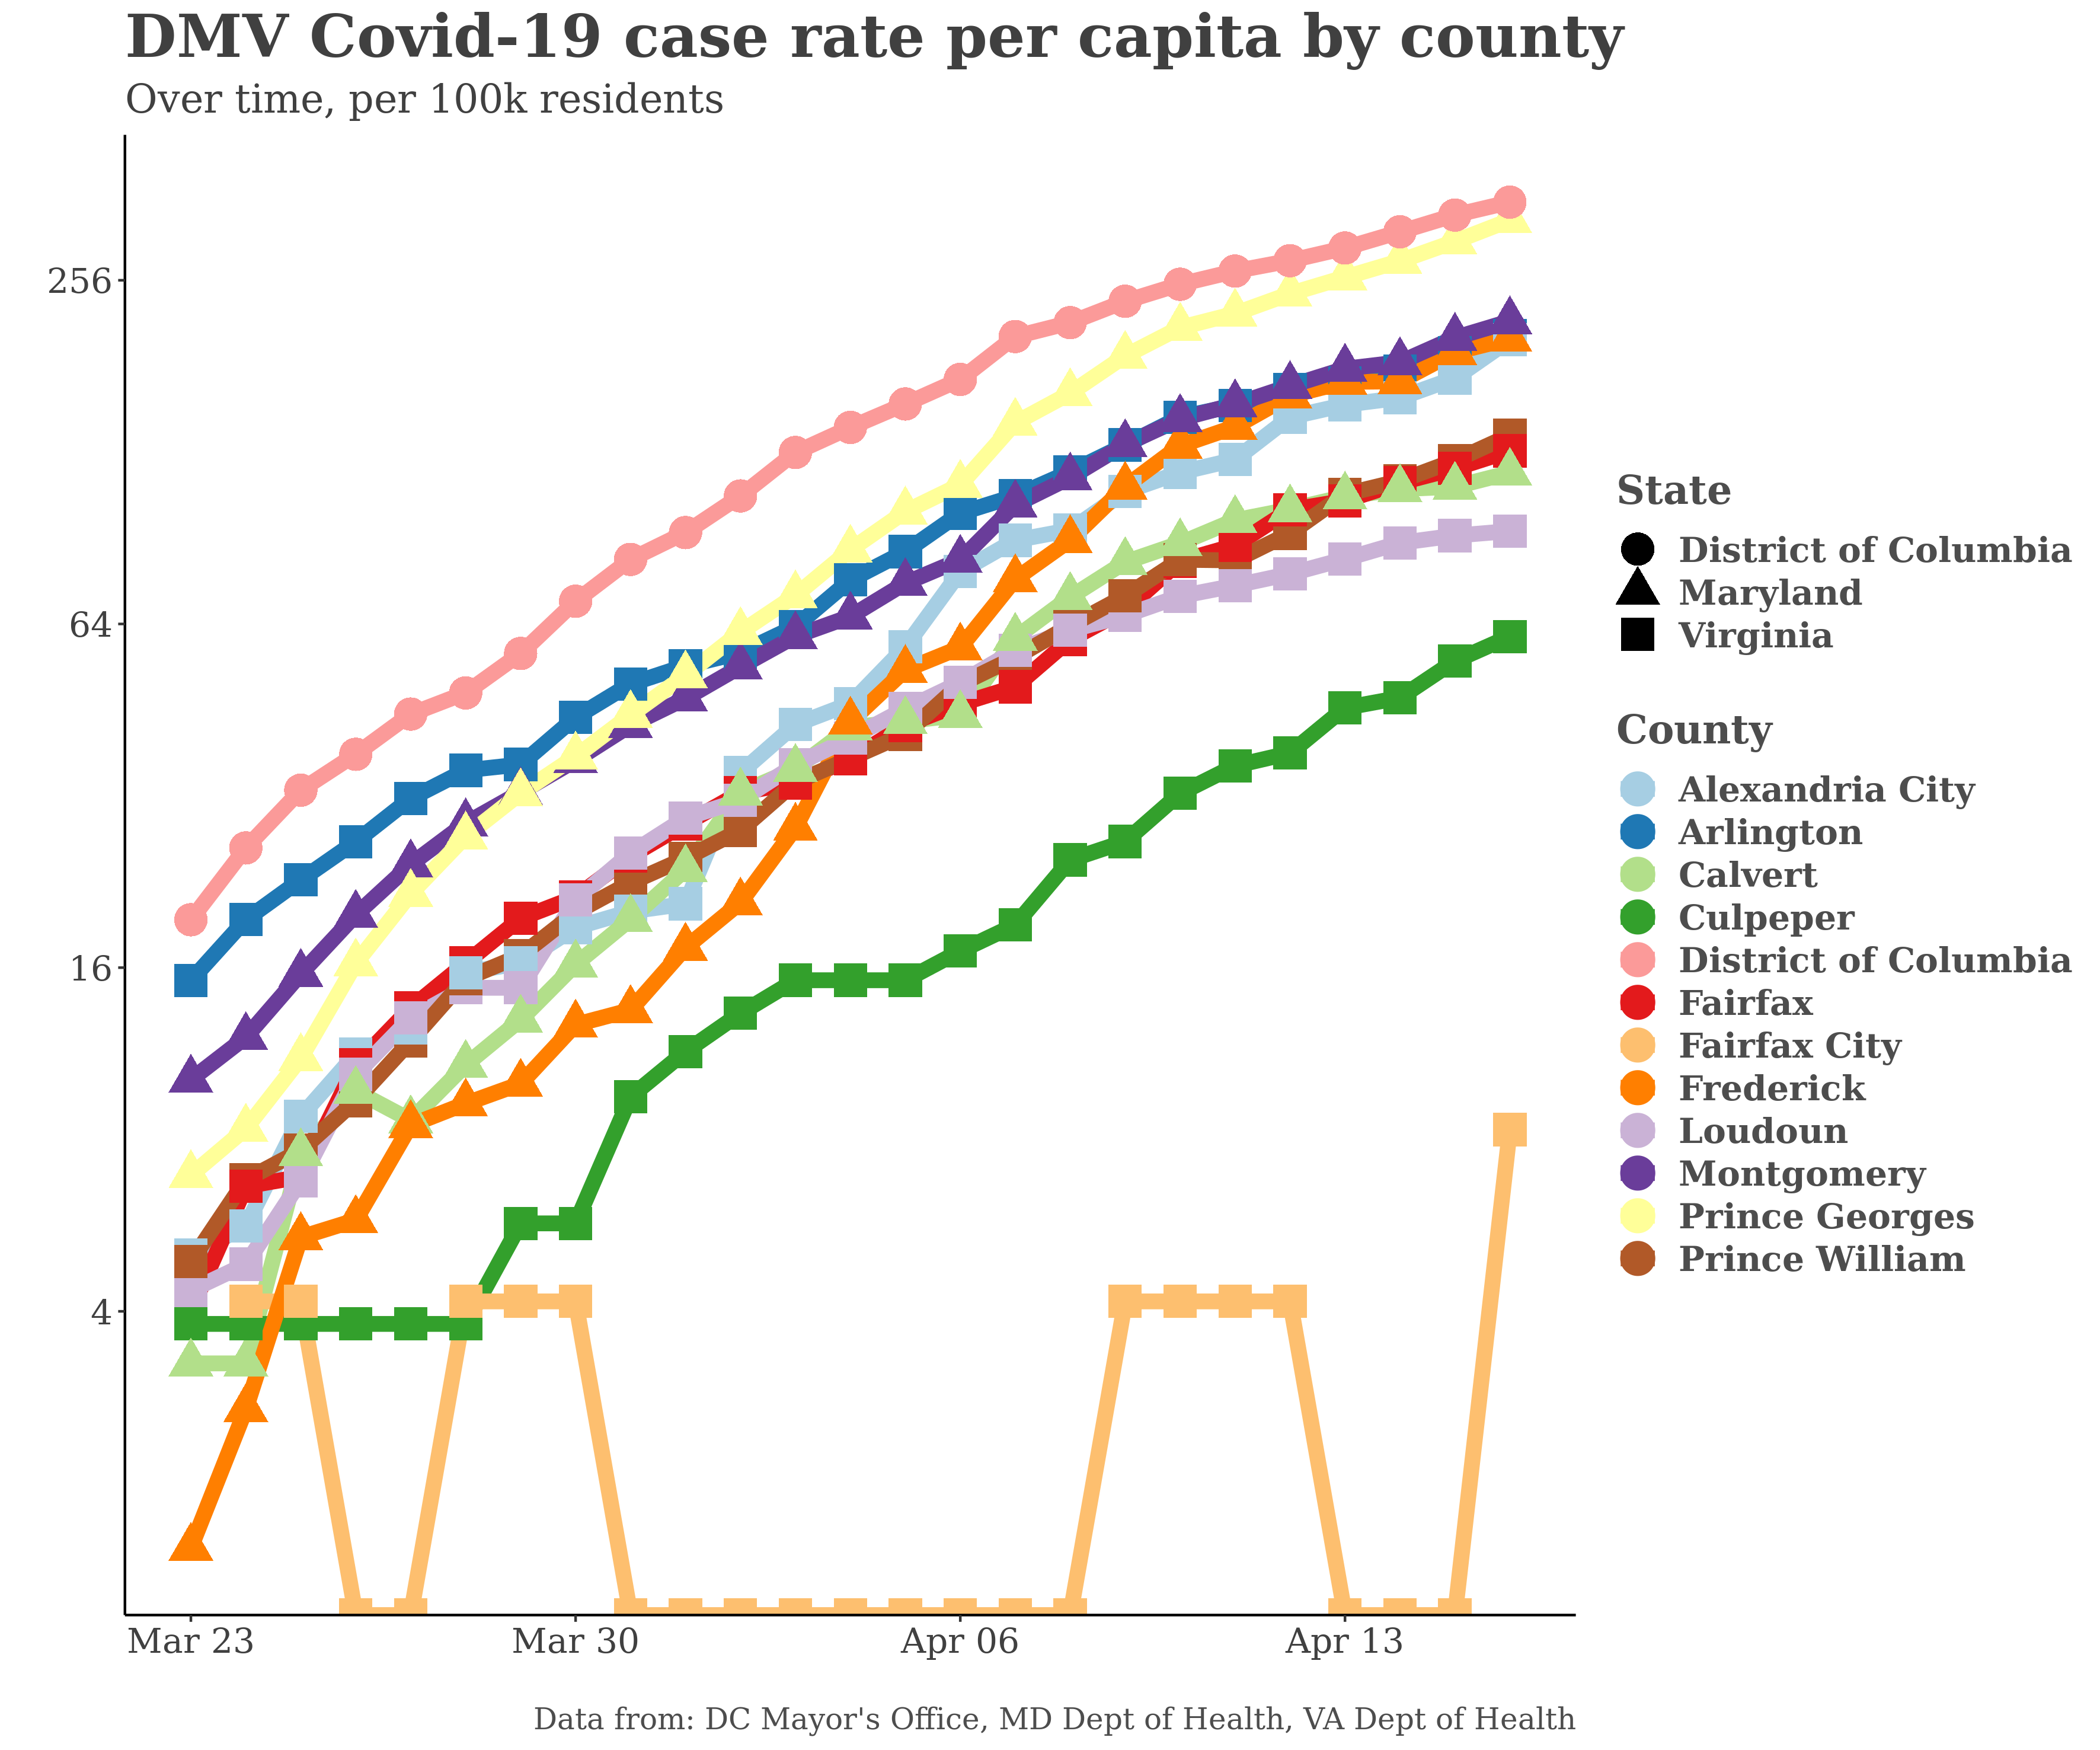 DMV Covid-19 case rate per capita by county
Over time, per 100k residents
256
64
16
4
Mar 23
Mar 30
Apr 06
Apr 13
State
District of Columbia
Maryland
Virginia
County
Alexandria City
Arlington
Calvert
Culpeper
District of Columbia
Fairfax
Fairfax City
Frederick
Loudoun
Montgomery
Prince Georges
Prince William
Data from: DC Mayor's Office, MD Dept of Health, VA Dept of Health